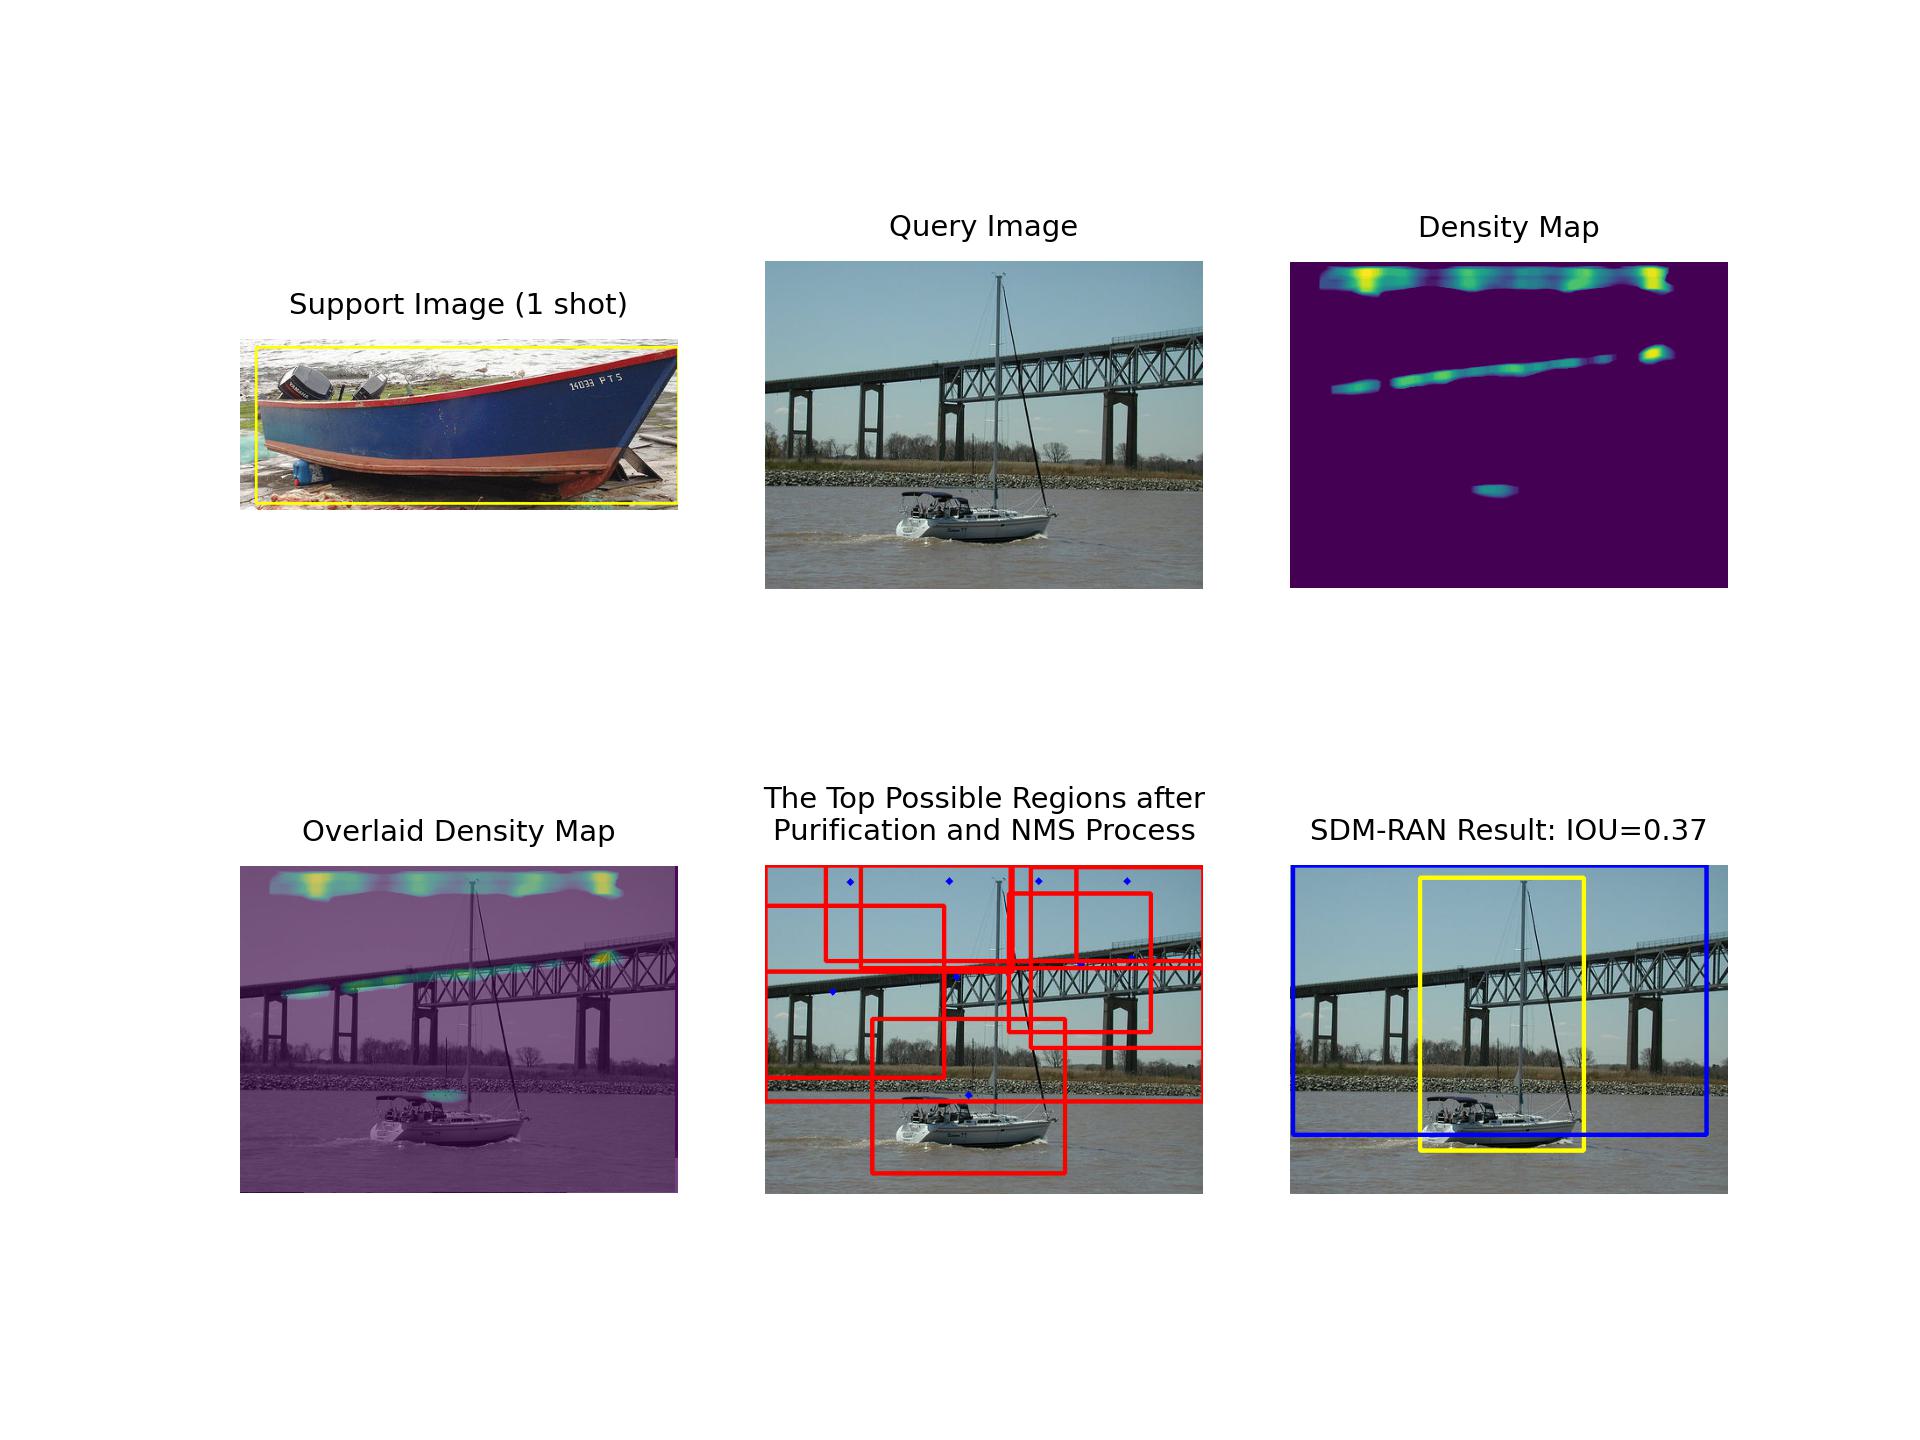 Query Image
Density Map
Support Image (1 shot)
14033 PTS
The Top Possible Regions after
Purification and NMS Process
Overlaid Density Map
SDM-RAN Result: IOU=0.37